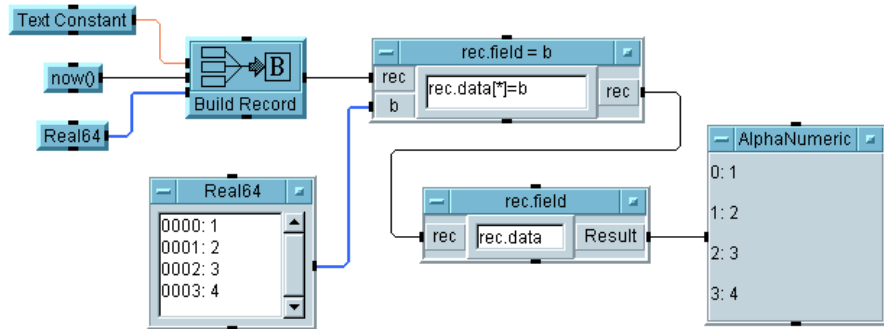 Text Constant
now()
Real64
B
Build Record
rec.field = b
rec
b
rec.data[*]=b
rec
Real64
0000: 1
0001: 2
0002: 3
0003: 4
rec.field
rec
rec.data
Result
AlphaNumeric
0: 1
1: 2
2: 3
3: 4